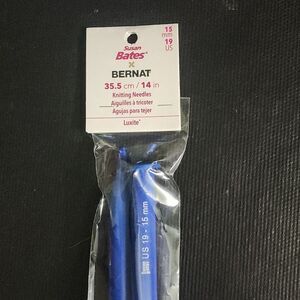 Susan
Bates
X
BERNAT
15
mm
19
US
35.5 cm / 14 in
Knitting Needles
Aiguilles à tricoter
Agujas para tejer
Luxite
US 19 - 15 mm